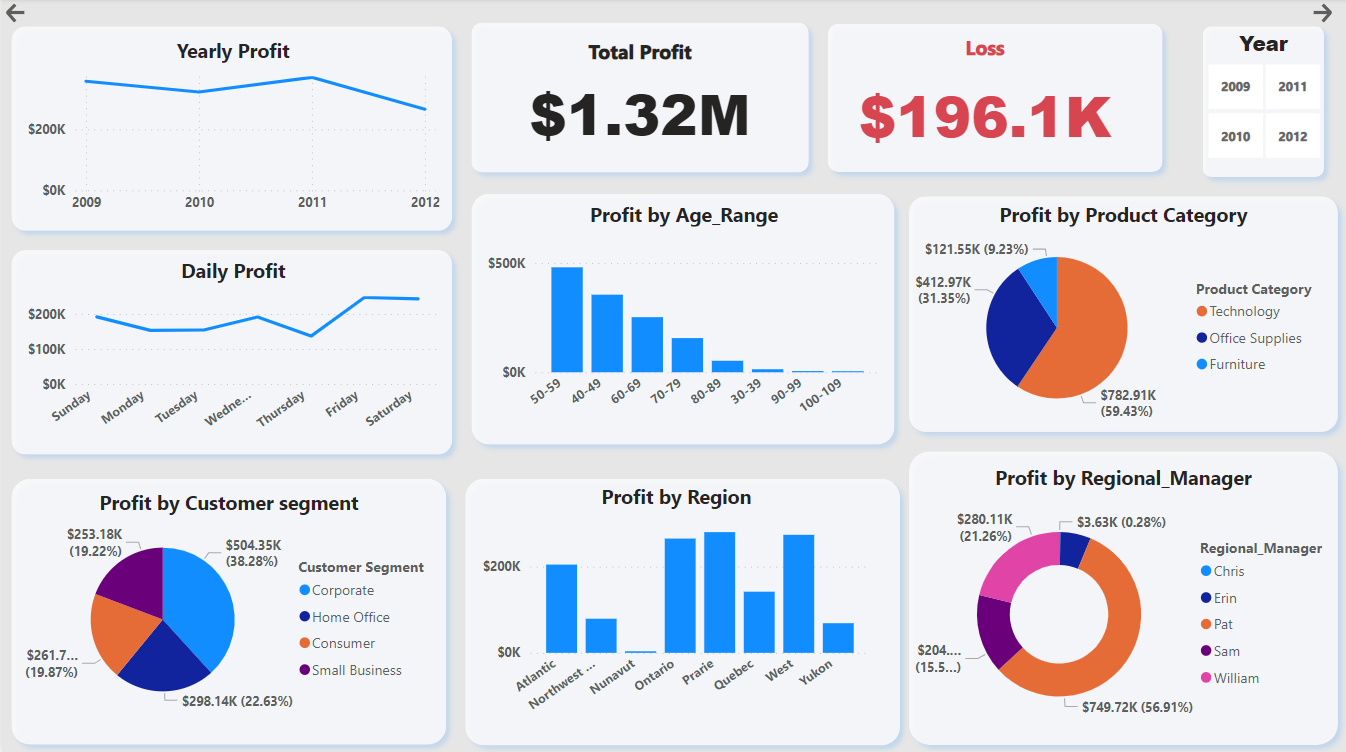 Yearly Profit
$200K
$0K
2009
2010
2011
2012
Total Profit
$1.32M
Loss
$196.1K
Year
2009
2011
2010
2012
Daily Profit
$200K
$100K
$0K
Sunday
Monday
Tuesday
Wedne...
Thursday
Friday
Saturday
Profit by Age_Range
$500K
$0K
50-59
40-49
60-69
70-79
80-89
30-39
90-99
100-109
Profit by Product Category
$121.55K (9.23%)
$412.97K
(31.35%)
$782.91K
(59.43%)
Product Category
Technology
Office Supplies
Furniture
Profit by Customer segment
$253.18K
(19.22%)
$504.35K
(38.28%)
$261.7...
(19.87%)
$298.14K (22.63%)
Customer Segment
Corporate
Home Office
Consumer
Small Business
Profit by Region
$200K
$0K
Atlantic
Northwest ...
Nunavut
Ontario
Prarie
Quebec
West
Yukon
Profit by Regional_Manager
$280.11K
(21.26%)
$3.63K (0.28%)
$204....
(15.5...)
$749.72K (56.91%)
Regional_Manager
Chris
Erin
Pat
Sam
William